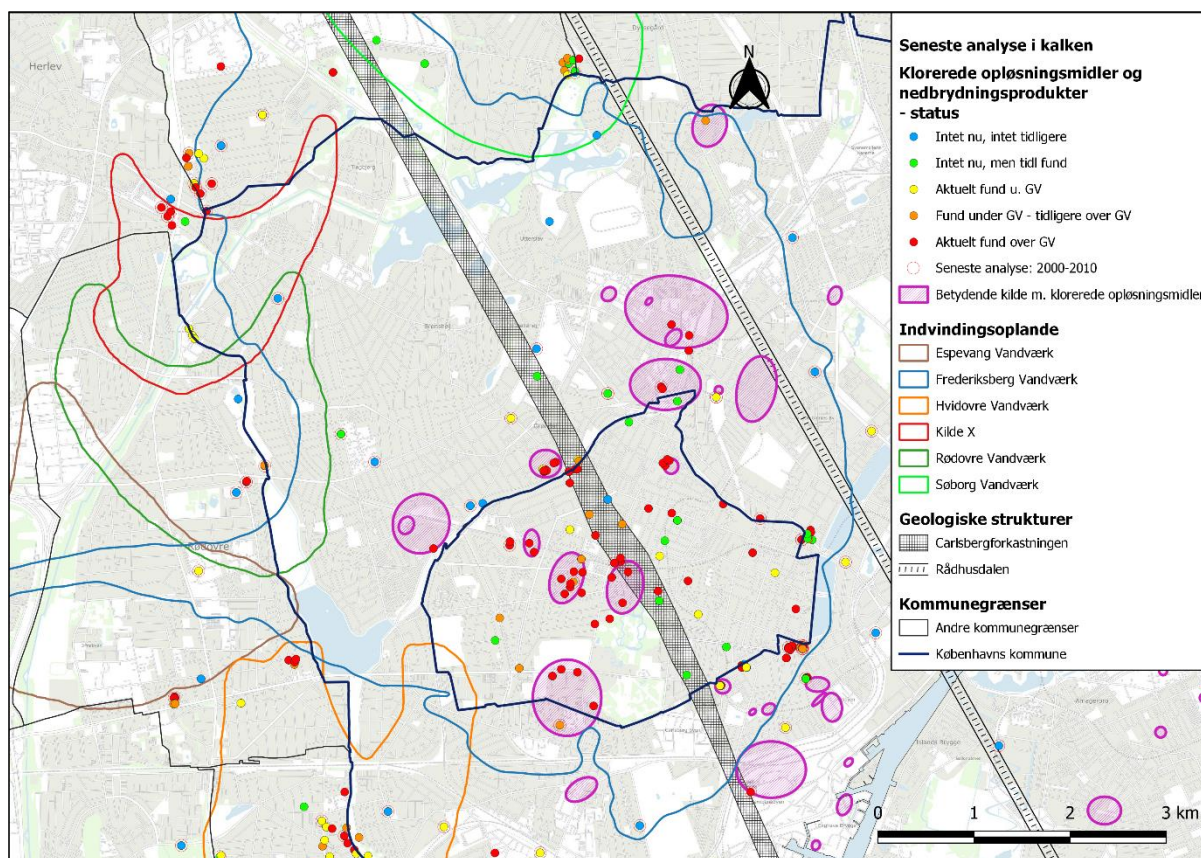 Herlev
Rødovre
Islands Brygge
N
Seneste analyse i kalken
Klorerede opløsningsmidler og
nedbrydningsprodukter
- status
Intet nu, intet tidligere
Intet nu, men tidl fund
Aktuelt fund u. GV
Fund under GV - tidligere over GV
Aktuelt fund over GV
Seneste analyse: 2000-2010
Betydende kilde m. klorerede opløsningsmidler
Indvindingsoplande
Espevang Vandværk
Frederiksberg Vandværk
Hvidovre Vandværk
Kilde X
Rødovre Vandværk
Søborg Vandværk
Geologiske strukturer
Carlsbergforkastningen
Rådhusdalen
Kommunegrænser
Andre kommunegrænser
Københavns kommune
0 1 2 3 km